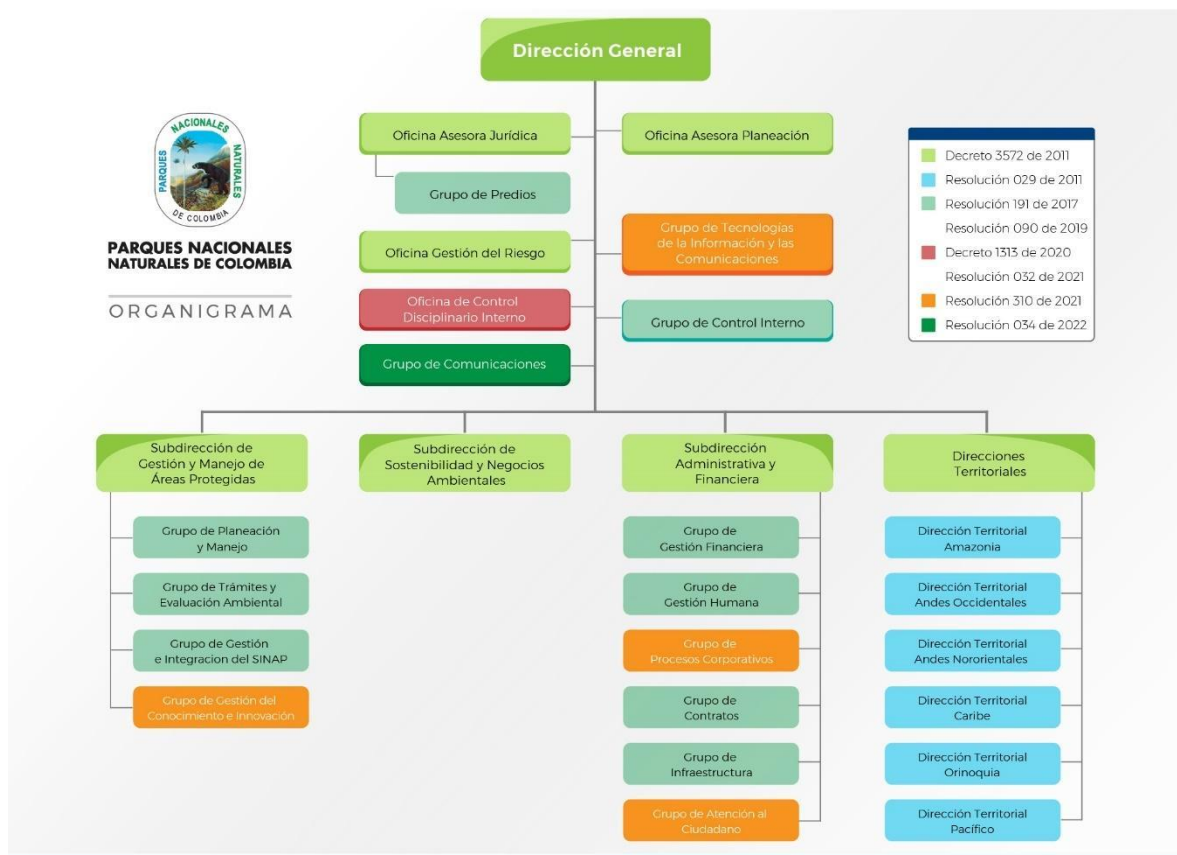 Dirección General
Oficina Asesora Jurídica
Oficina Asesora Planeación
Grupo de Predios
Oficina Gestión del Riesgo
Grupo de Tecnologías
de la Información y las
Comunicaciones
Oficina de Control
Disciplinario Interno
Grupo de Control Interno
Grupo de Comunicaciones
PARQUES
NACIONALES
NATURALES
DE COLOMBIA
PARQUES NACIONALES
NATURALES DE COLOMBIA
ORGANIGRAMA
Decreto 3572 de 2011
Resolución 029 de 2011
Resolución 191 de 2017
Resolución 090 de 2019
Decreto 1313 de 2020
Resolución 032 de 2021
Resolución 310 de 2021
Resolución 034 de 2022
Subdirección de
Gestión y Manejo de
Áreas Protegidas
Grupo de Planeación
y Manejo
Grupo de Trámites y
Evaluación Ambiental
Grupo de Gestión
e Integracion del SINAP
Grupo de Gestión del
Conocimiento e Innovación
Subdirección de
Sostenibilidad y Negocios
Ambientales
Subdirección
Administrativa y
Financiera
Grupo de
Gestión Financiera
Grupo de
Gestión Humana
Grupo de
Procesos Corporativos
Grupo de
Contratos
Grupo de
Infraestructura
Grupo de Atención al
Ciudadano
Direcciones
Territoriales
Dirección Territorial
Amazonia
Dirección Territorial
Andes Occidentales
Dirección Territorial
Andes Nororientales
Dirección Territorial
Caribe
Dirección Territorial
Orinoquia
Dirección Territorial
Pacífico